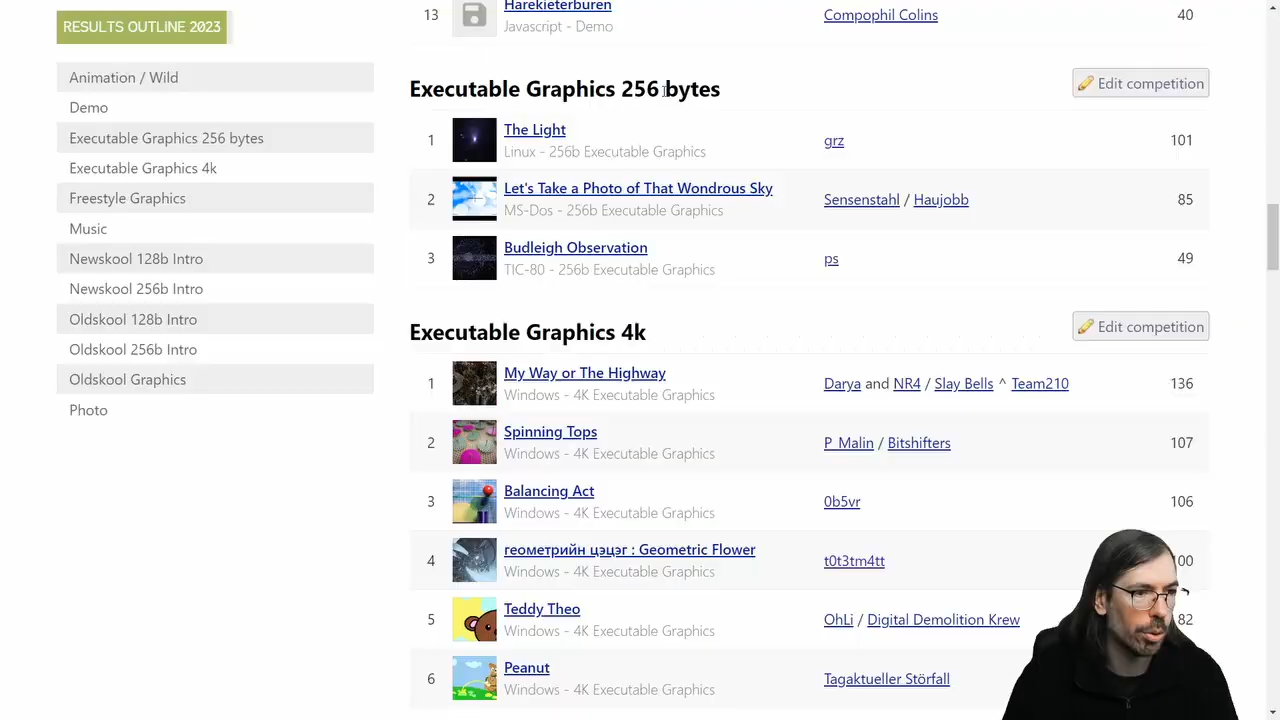 RESULTS OUTLINE 2023
Animation / Wild
Demo
Executable Graphics 256 bytes
Executable Graphics 4k
Freestyle Graphics
Music
Newskool 128b Intro
Newskool 256b Intro
Oldskool 128b Intro
Oldskool 256b Intro
Oldskool Graphics
Photo
13 Harekieterburen Compophil Colins 40
Javascript - Demo
Executable Graphics 256 bytes Edit competition
1 The Light grz 101
Linux - 256b Executable Graphics
2 Let's Take a Photo of That Wondrous Sky Sensenstahl / Haujobb 85
MS-Dos - 256b Executable Graphics
3 Budleigh Observation ps 49
TIC-80 - 256b Executable Graphics
Executable Graphics 4k Edit competition
1 My Way or The Highway Darya and NR4 / Slay Bells ^ Team210 136
Windows - 4K Executable Graphics
2 Spinning Tops P_Malin / Bitshifters 107
Windows - 4K Executable Graphics
3 Balancing Act 0b5vr 106
Windows - 4K Executable Graphics
4 геометрийн цэцэг : Geometric Flower t0t3tm4tt
Windows - 4K Executable Graphics
5 Teddy Theo OhLi / Digital Demolition Krew 82
Windows - 4K Executable Graphics
6 Peanut Tagaktueller Störfall
Windows - 4K Executable Graphics